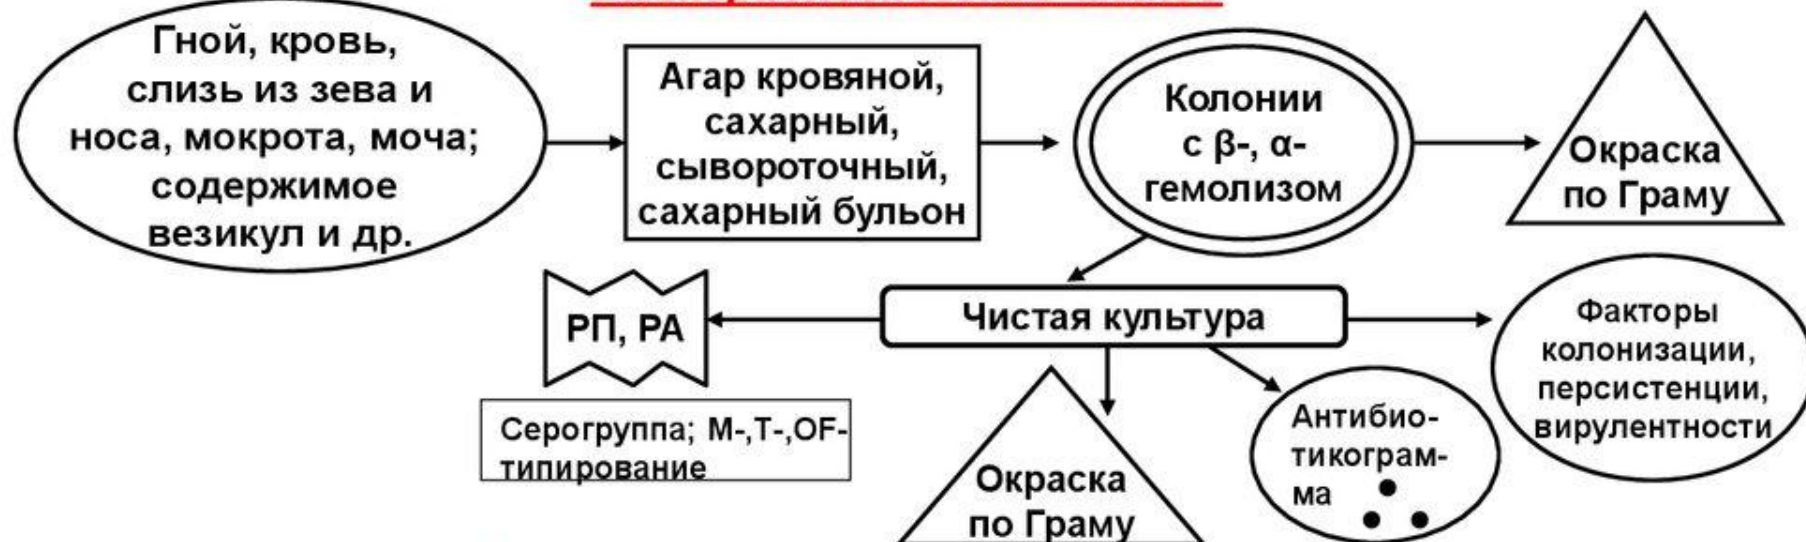 Гной, кровь,
слизь из зева и
носа, мокрота, моча;
содержимое
везикул и др.
Агар кровяной,
сахарный,
сывороточный,
сахарный бульон
Колонии
с β-, α-
гемолизом
Окраска
по Граму
РП, РА
Чистая культура
Факторы
колонизации,
персистенции,
вирулентности
Серогруппа; М-,Т-,OF-
типирование
Окраска
по Граму
Антибио-
тикограм-
ма